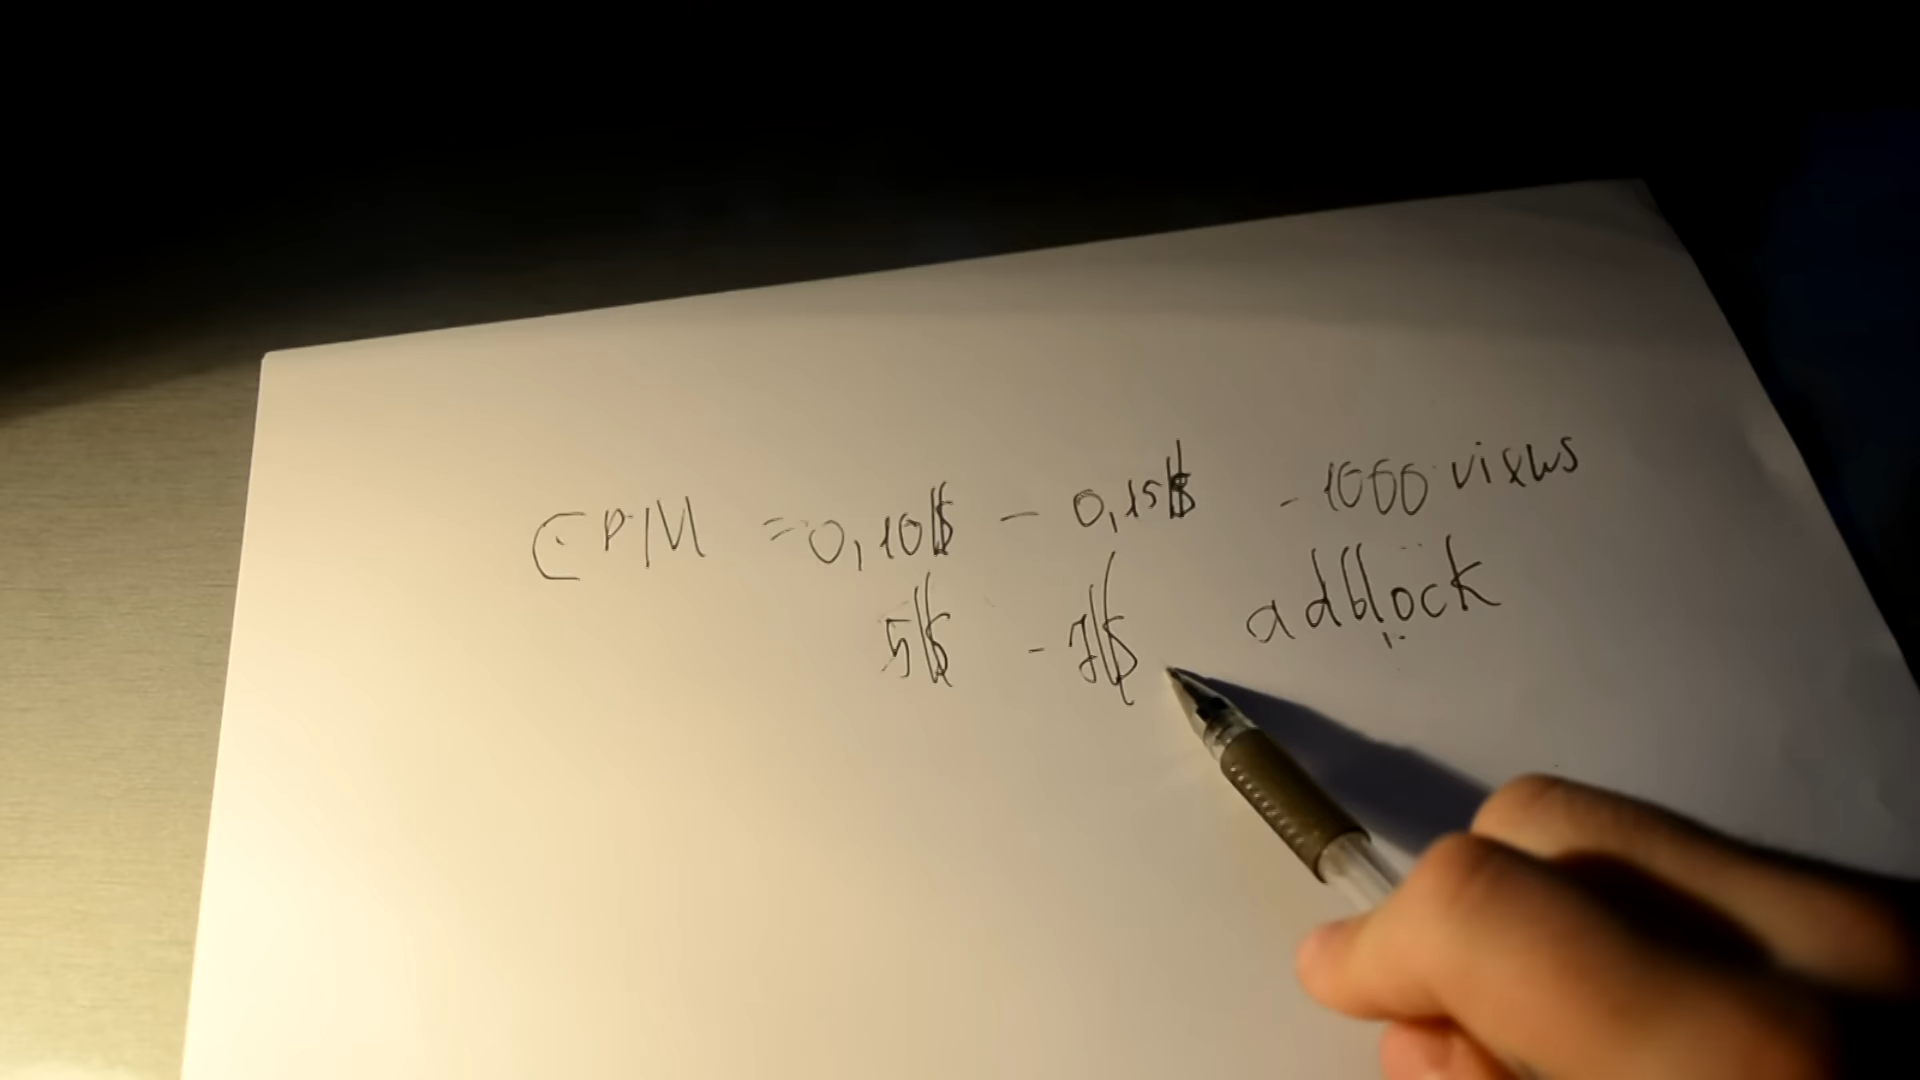 CPM = 0,10$ - 0,15$ - 1000 views
5$ - 7$ adblock